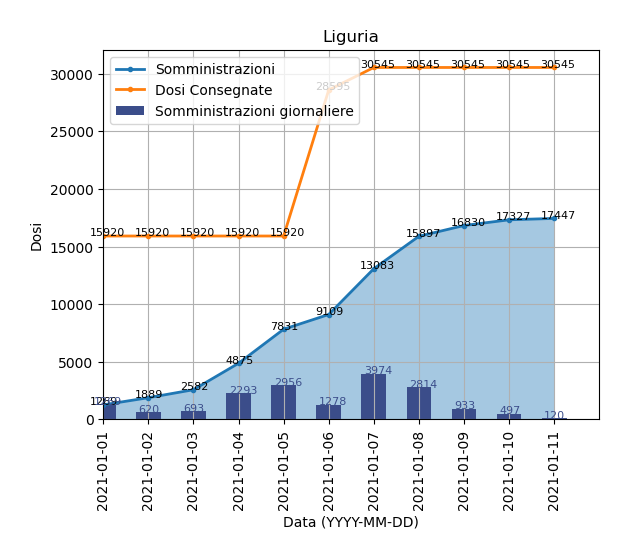 Liguria
Somministrazioni
Dosi Consegnate
Somministrazioni giornaliere
30000
25000
20000
15000
10000
5000
0
Dosi
15920 15920 15920 15920 15920 28595 30545 30545 30545 30545 30545
1269 1889 2582 4875 7831 9109 13083 15897 16830 17327 17447
1269 620 693 2293 2956 1278 3974 2814 933 497 120
2021-01-01
2021-01-02
2021-01-03
2021-01-04
2021-01-05
2021-01-06
2021-01-07
2021-01-08
2021-01-09
2021-01-10
2021-01-11
Data (YYYY-MM-DD)